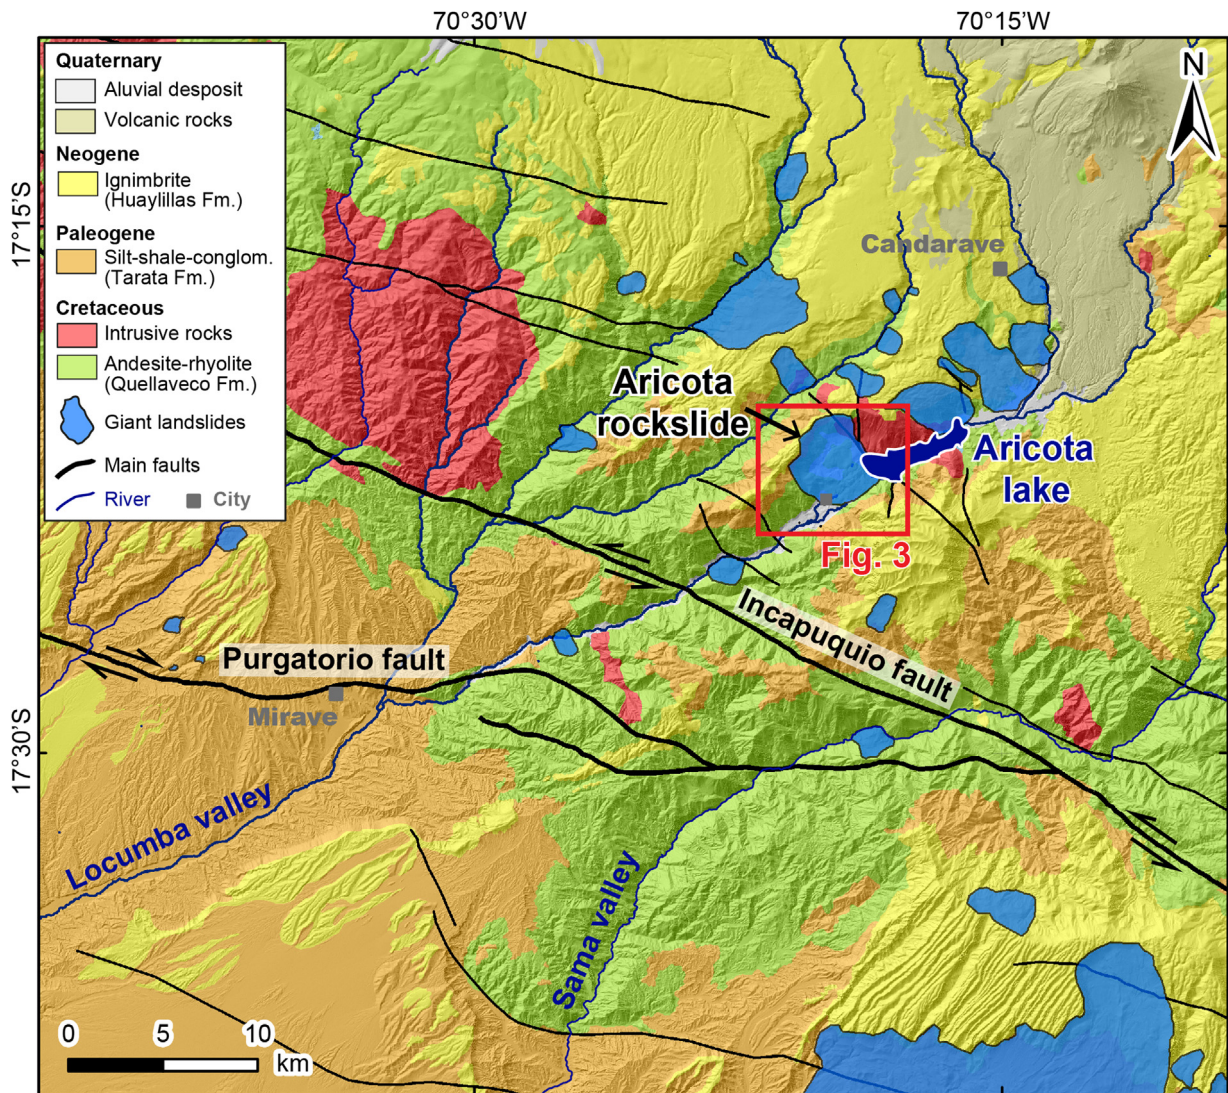 70°30'W
70°15'W
17°15'S
17°30'S
Quaternary
Aluvial desposit
Volcanic rocks
Neogene
Ignimbrite
(Huaylillas Fm.)
Paleogene
Silt-shale-conglom.
(Tarata Fm.)
Cretaceous
Intrusive rocks
Andesite-rhyolite
(Quellaveco Fm.)
Giant landslides
Main faults
River
City
N
Candarave
Aricota
rockslide
Aricota
lake
Fig. 3
Incapuquio fault
Purgatorio fault
Mirave
Locumba valley
Sama valley
0 5 10
km